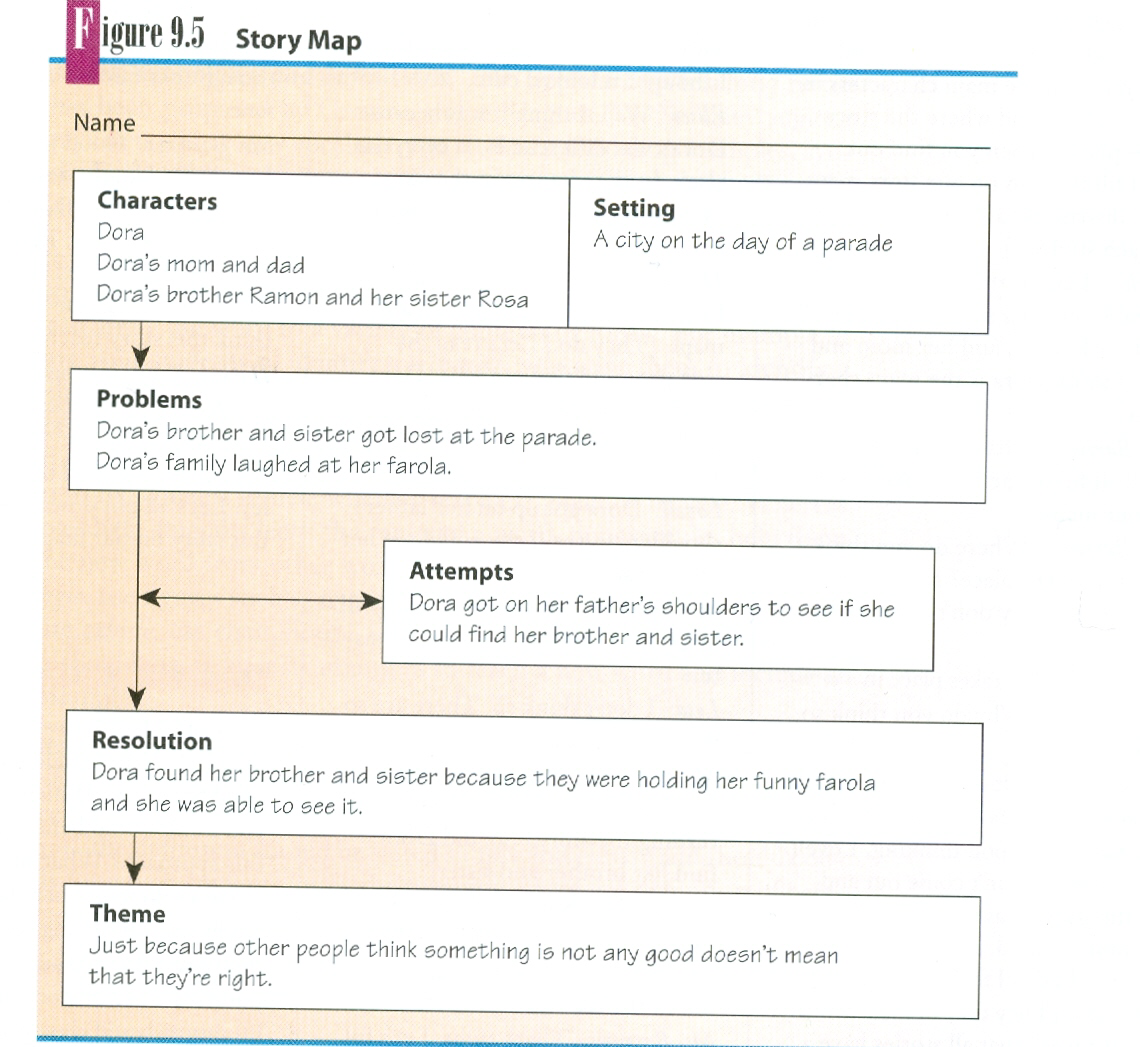 Figure 9.5 Story Map
Name
Characters
Dora
Dora's mom and dad
Dora's brother Ramon and her sister Rosa
Setting
A city on the day of a parade
Problems
Dora's brother and sister got lost at the parade.
Dora's family laughed at her farola.
Attempts
Dora got on her father's shoulders to see if she
could find her brother and sister.
Resolution
Dora found her brother and sister because they were holding her funny farola
and she was able to see it.
Theme
Just because other people think something is not any good doesn't mean
that they're right.